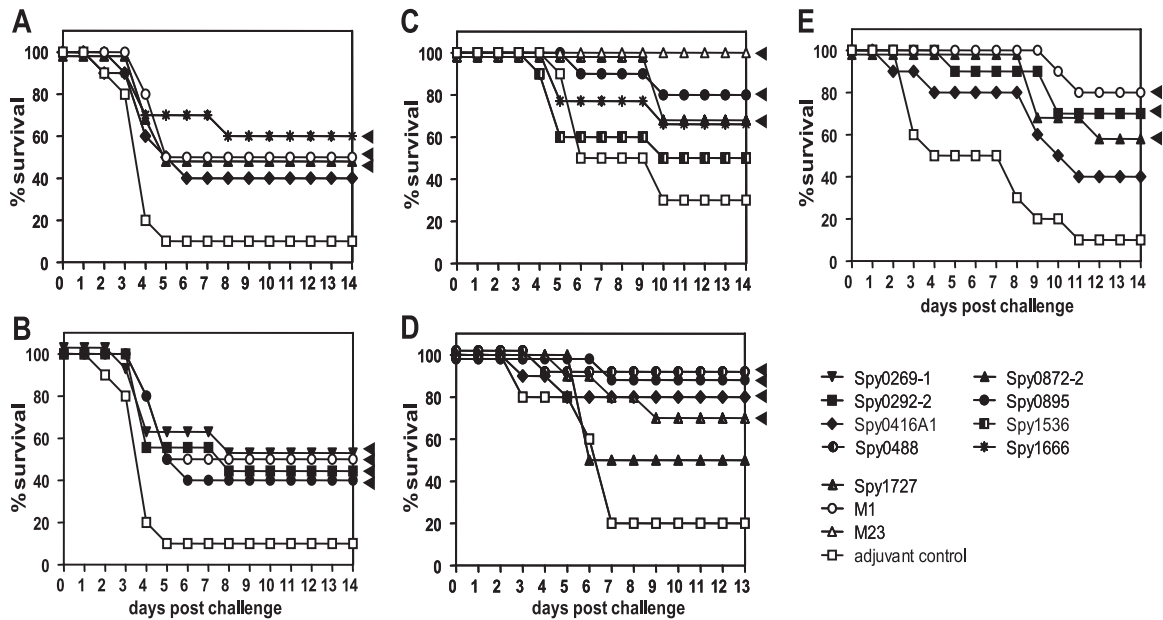 A
% survival
100
80
60
40
20
0
0 1 2 3 4 5 6 7 8 9 10 11 12 13 14
B
% survival
100
80
60
40
20
0
0 1 2 3 4 5 6 7 8 9 10 11 12 13 14
days post challenge
C
% survival
100
80
60
40
20
0
0 1 2 3 4 5 6 7 8 9 10 11 12 13 14
D
% survival
100
80
60
40
20
0
0 1 2 3 4 5 6 7 8 9 10 11 12 13
days post challenge
E
% survival
100
80
60
40
20
0
0 1 2 3 4 5 6 7 8 9 10 11 12 13 14
days post challenge
Spy0269-1
Spy0292-2
Spy0416A1
Spy0488
Spy0872-2
Spy0895
Spy1536
Spy1666
Spy1727
M1
M23
adjuvant control